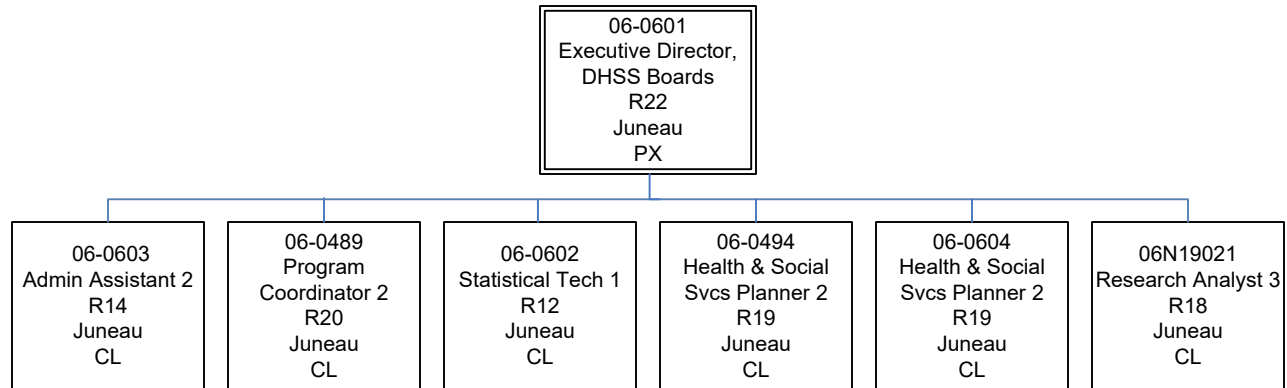 06-0601
Executive Director,
DHSS Boards
R22
Juneau
PX
06-0603
Admin Assistant 2
R14
Juneau
CL
06-0489
Program
Coordinator 2
R20
Juneau
CL
06-0602
Statistical Tech 1
R12
Juneau
CL
06-0494
Health & Social
Svcs Planner 2
R19
Juneau
CL
06-0604
Health & Social
Svcs Planner 2
R19
Juneau
CL
06N19021
Research Analyst 3
R18
Juneau
CL